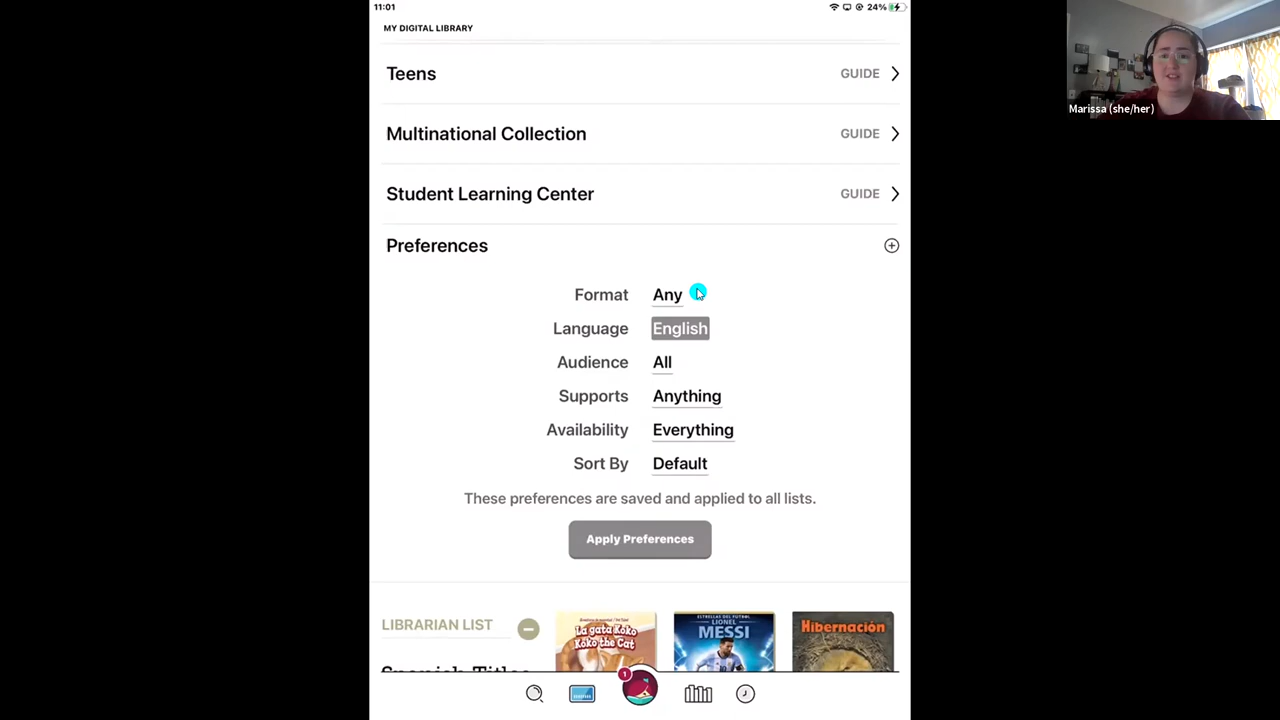 11:01
24%
MY DIGITAL LIBRARY
Teens GUIDE
Multinational Collection GUIDE
Student Learning Center GUIDE
Preferences
Format Any
Language English
Audience All
Supports Anything
Availability Everything
Sort By Default
These preferences are saved and applied to all lists.
Apply Preferences
LIBRARIAN LIST
Spanish Titles
La gata Koko
Koko the Cat
ESTRELLAS DEL FÚTBOL
LIONEL
MESSI
Hibernación
1
Marissa (she/her)